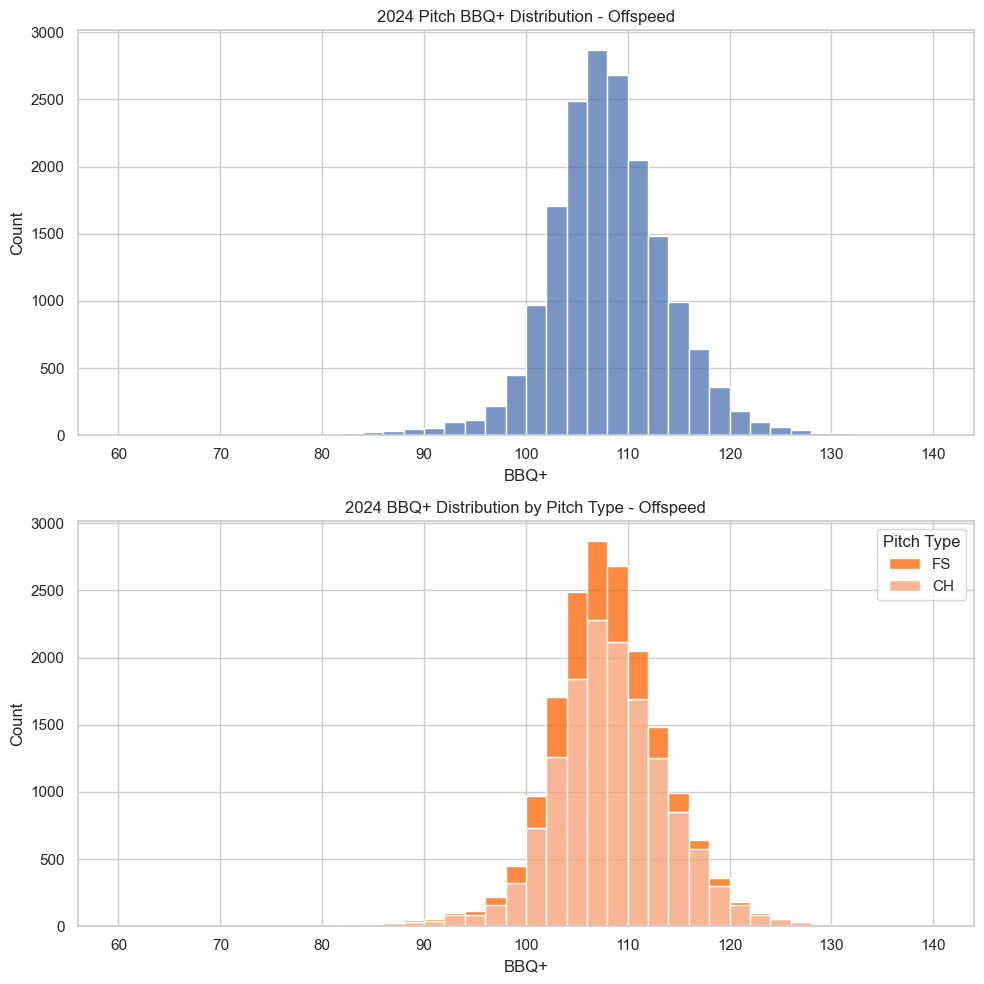 2024 Pitch BBQ+ Distribution - Offspeed
3000
2500
2000
1500
1000
500
0
Count
60 70 80 90 100 110 120 130 140
BBQ+
2024 BBQ+ Distribution by Pitch Type - Offspeed
3000
2500
2000
1500
1000
500
0
Count
Pitch Type
FS
CH
60 70 80 90 100 110 120 130 140
BBQ+